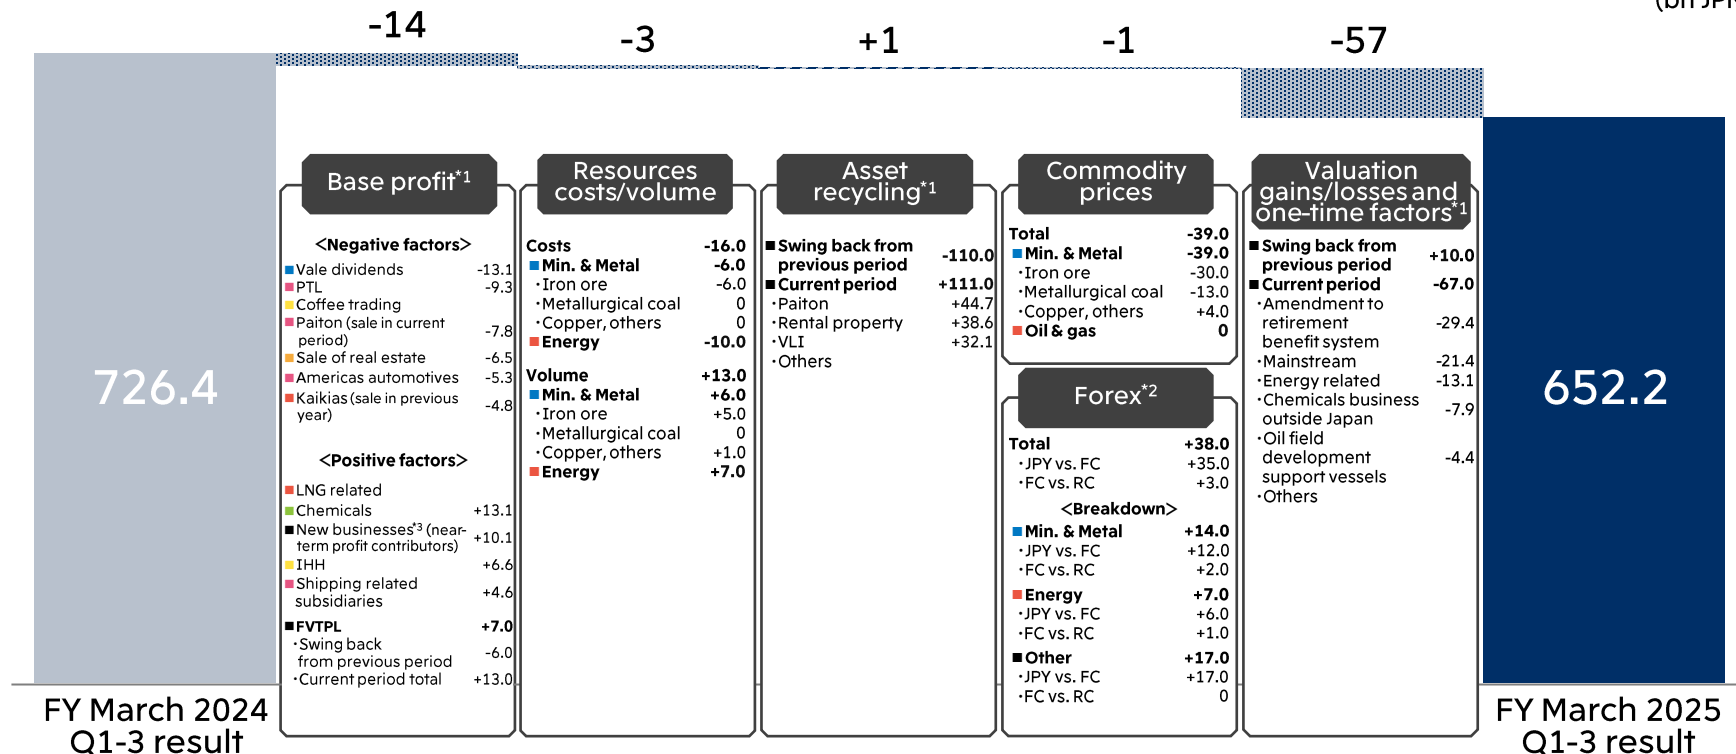 -14
-3
+1
-1
-57
726.4
FY March 2024
Q1-3 result
Base profit*1
<Negative factors>
Vale dividends -13.1
PTL -9.3
Coffee trading
Paiton (sale in current
period) -7.8
Sale of real estate -6.5
Americas automotives -5.3
Kaikias (sale in previous
year) -4.8
<Positive factors>
LNG related
Chemicals +13.1
New businesses*3 (near-
term profit contributors) +10.1
IHH +6.6
Shipping related
subsidiaries +4.6
FVTPL +7.0
・Swing back
from previous period -6.0
・Current period total +13.0
Resources
costs/volume
Costs -16.0
Min. & Metal -6.0
・Iron ore -6.0
・Metallurgical coal 0
・Copper, others 0
Energy -10.0
Volume +13.0
Min. & Metal +6.0
・Iron ore +5.0
・Metallurgical coal 0
・Copper, others +1.0
Energy +7.0
Asset
recycling*1
Swing back from
previous period -110.0
Current period +111.0
・Paiton +44.7
・Rental property +38.6
・VLI +32.1
・Others
Commodity
prices
Total -39.0
Min. & Metal -39.0
・Iron ore -30.0
・Metallurgical coal -13.0
・Copper, others +4.0
Oil & gas 0
Forex*2
Total +38.0
・JPY vs. FC +35.0
・FC vs. RC +3.0
<Breakdown>
Min. & Metal +14.0
・JPY vs. FC +12.0
・FC vs. RC +2.0
Energy +7.0
・JPY vs. FC +6.0
・FC vs. RC +1.0
Other +17.0
・JPY vs. FC +17.0
・FC vs. RC 0
Valuation
gains/losses and
one-time factors*1
Swing back from
previous period +10.0
Current period -67.0
・Amendment to
retirement
benefit system -29.4
・Mainstream -21.4
・Energy related -13.1
・Chemicals business
outside Japan -7.9
・Oil field
development
support vessels -4.4
・Others
652.2
FY March 2025
Q1-3 result